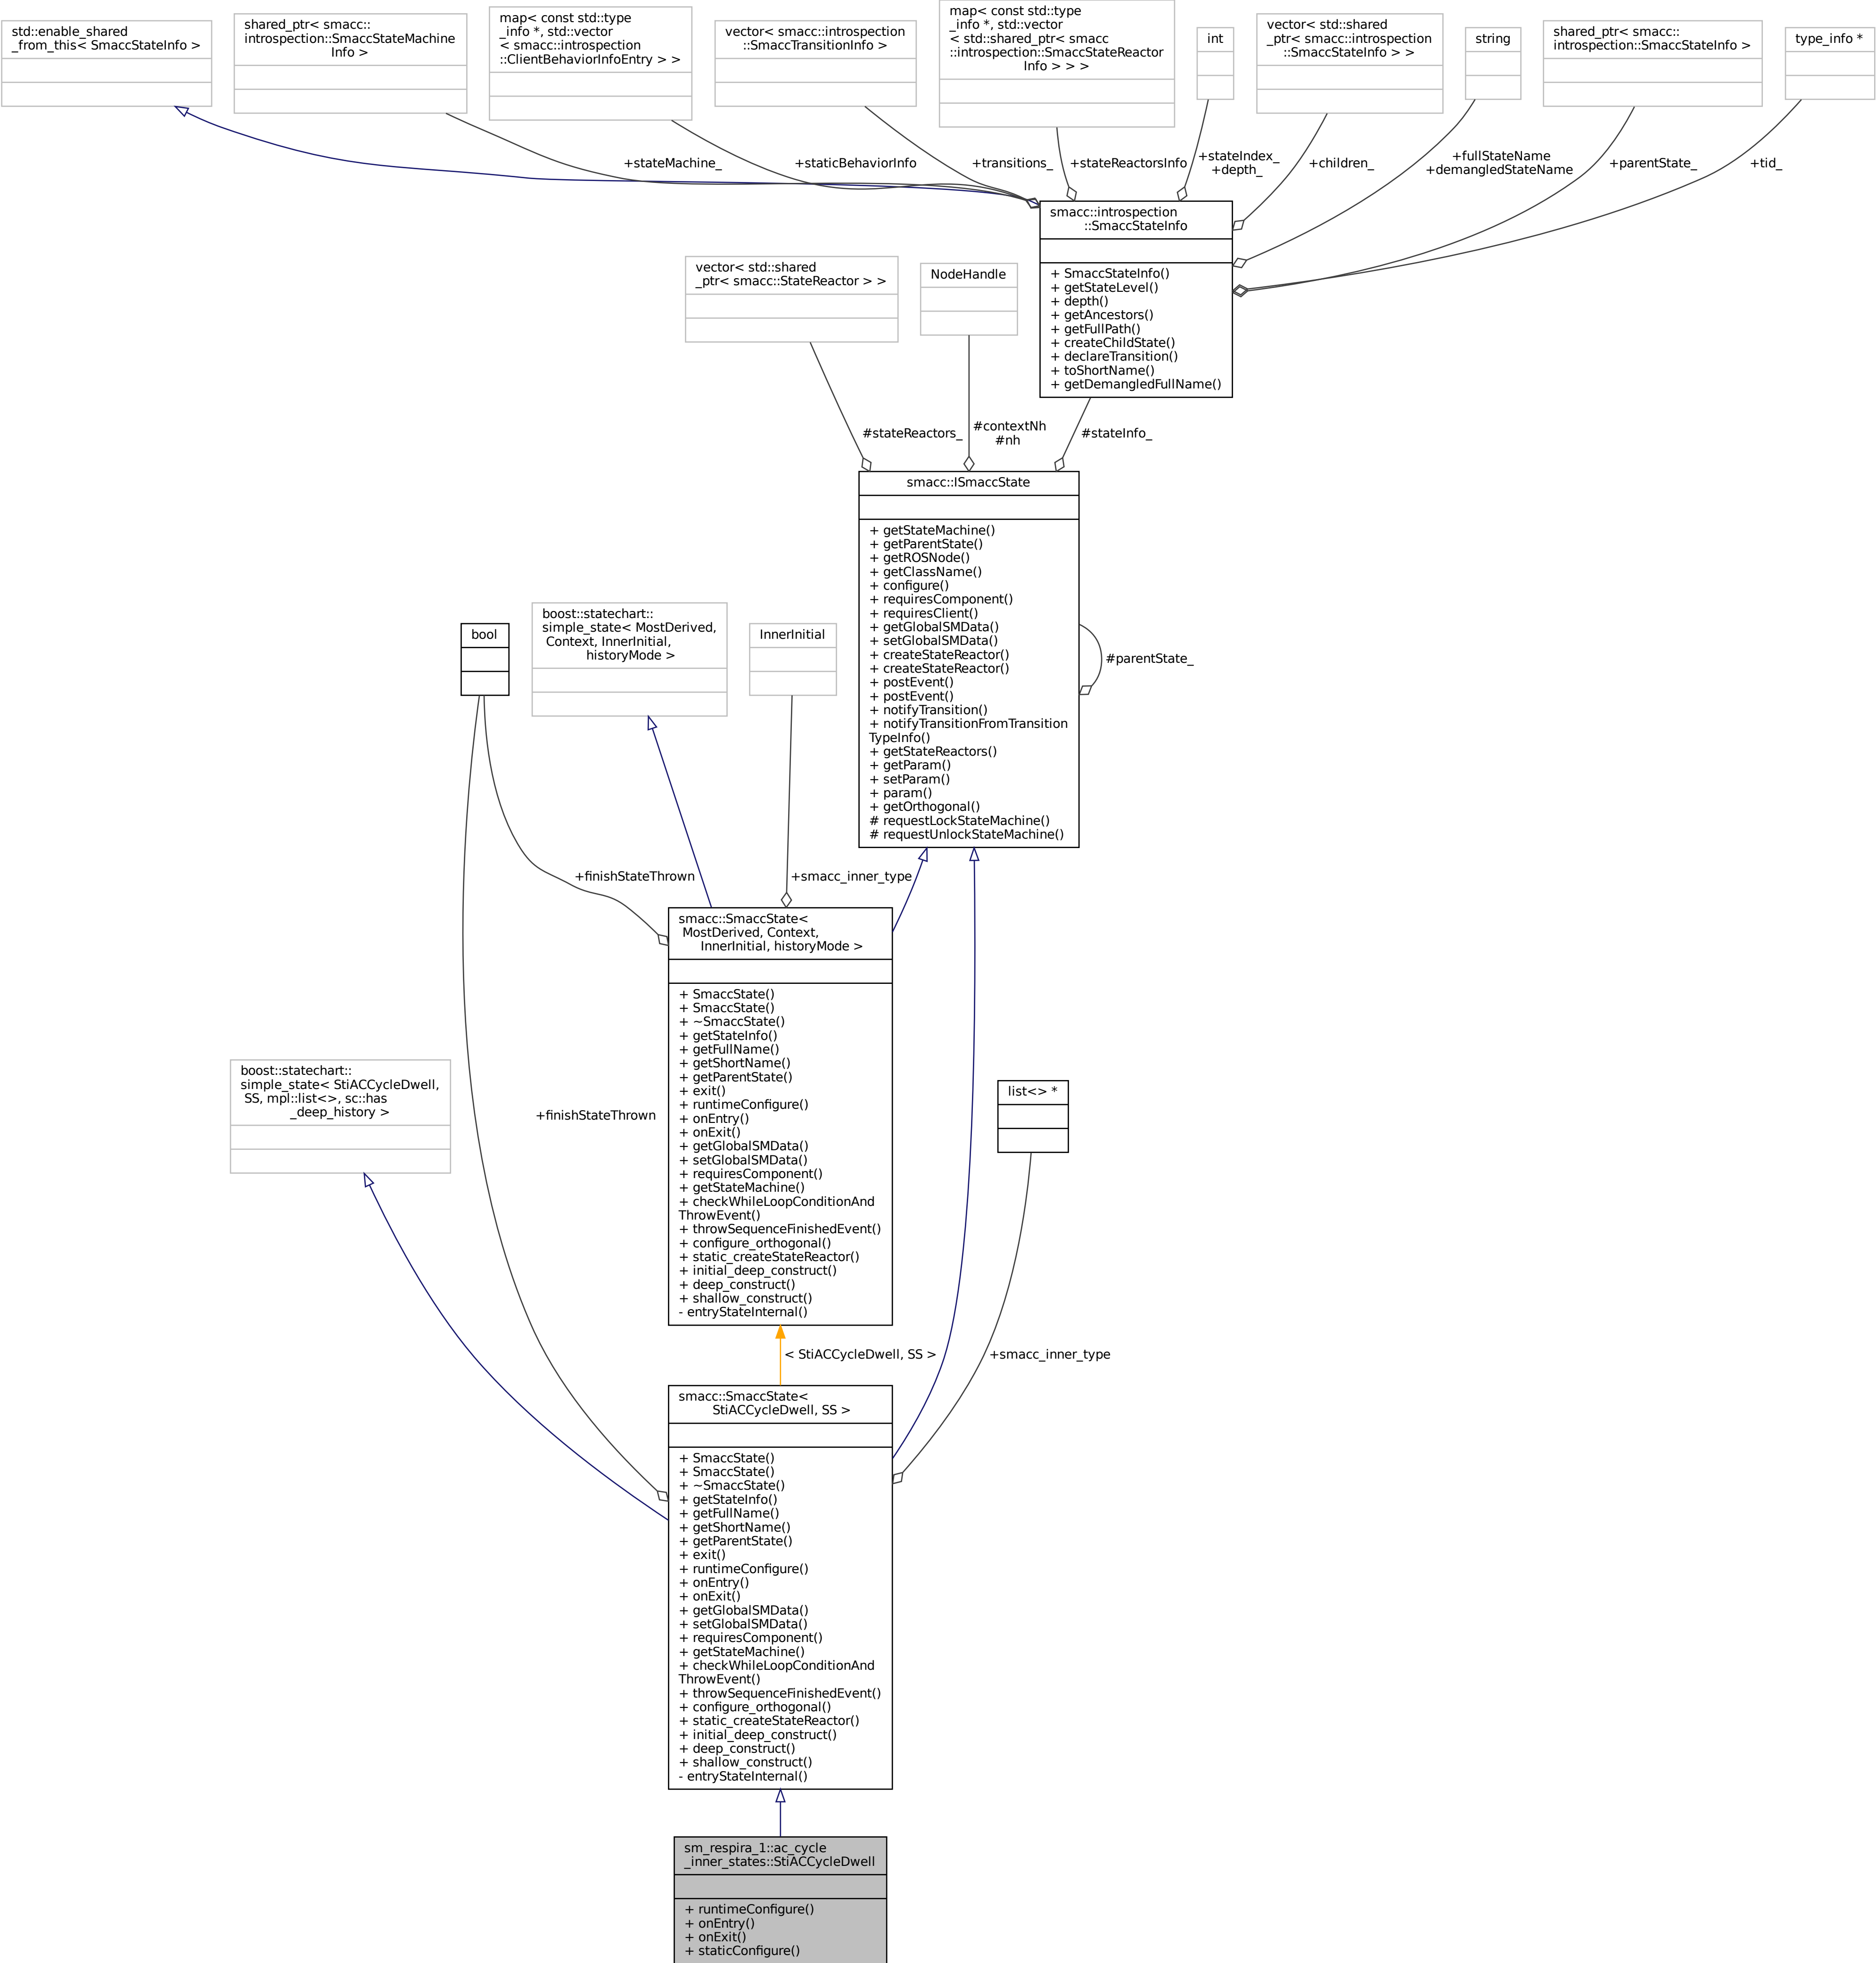 std::enable_shared
_from_this< SmaccStateInfo >
shared_ptr< smacc::
introspection::SmaccStateMachine
Info >
map< const std::type
_info *, std::vector
< smacc::introspection
::ClientBehaviorInfoEntry > >
vector< smacc::introspection
::SmaccTransitionInfo >
map< const std::type
_info *, std::vector
< std::shared_ptr< smacc
::introspection::SmaccStateReactor
Info > > >
int
vector< std::shared
_ptr< smacc::introspection
::SmaccStateInfo > >
string
shared_ptr< smacc::
introspection::SmaccStateInfo >
type_info *
+stateMachine_
+staticBehaviorInfo
+transitions_
+stateReactorsInfo
+stateIndex_
+depth_
+children_
+fullStateName
+demangledStateName
+parentState_
+tid_
smacc::introspection
::SmaccStateInfo
+ SmaccStateInfo()
+ getStateLevel()
+ depth()
+ getAncestors()
+ getFullPath()
+ createChildState()
+ declareTransition()
+ toShortName()
+ getDemangledFullName()
vector< std::shared
_ptr< smacc::StateReactor > >
NodeHandle
#stateReactors_
#contextNh
#nh
#stateInfo_
smacc::ISmaccState
+ getStateMachine()
+ getParentState()
+ getROSNode()
+ getClassName()
+ configure()
+ requiresComponent()
+ requiresClient()
+ getGlobalSMData()
+ setGlobalSMData()
+ createStateReactor()
+ createStateReactor()
+ postEvent()
+ postEvent()
+ notifyTransition()
+ notifyTransitionFromTransition
TypeInfo()
+ getStateReactors()
+ getParam()
+ setParam()
+ param()
+ getOrthogonal()
# requestLockStateMachine()
# requestUnlockStateMachine()
#parentState_
bool
boost::statechart::
simple_state< MostDerived,
Context, InnerInitial,
historyMode >
InnerInitial
+finishStateThrown
+smacc_inner_type
smacc::SmaccState<
MostDerived, Context,
InnerInitial, historyMode >
+ SmaccState()
+ SmaccState()
+ ~SmaccState()
+ getStateInfo()
+ getFullName()
+ getShortName()
+ getParentState()
+ exit()
+ runtimeConfigure()
+ onEntry()
+ onExit()
+ getGlobalSMData()
+ setGlobalSMData()
+ requiresComponent()
+ getStateMachine()
+ checkWhileLoopConditionAnd
ThrowEvent()
+ throwSequenceFinishedEvent()
+ configure_orthogonal()
+ static_createStateReactor()
+ initial_deep_construct()
+ deep_construct()
+ shallow_construct()
- entryStateInternal()
boost::statechart::
simple_state< StiACCycleDwell,
SS, mpl::list<>, sc::has
_deep_history >
+finishStateThrown
list<> *
< StiACCycleDwell, SS >
+smacc_inner_type
smacc::SmaccState<
StiACCycleDwell, SS >
+ SmaccState()
+ SmaccState()
+ ~SmaccState()
+ getStateInfo()
+ getFullName()
+ getShortName()
+ getParentState()
+ exit()
+ runtimeConfigure()
+ onEntry()
+ onExit()
+ getGlobalSMData()
+ setGlobalSMData()
+ requiresComponent()
+ getStateMachine()
+ checkWhileLoopConditionAnd
ThrowEvent()
+ throwSequenceFinishedEvent()
+ configure_orthogonal()
+ static_createStateReactor()
+ initial_deep_construct()
+ deep_construct()
+ shallow_construct()
- entryStateInternal()
sm_respira_1::ac_cycle
_inner_states::StiACCycleDwell
+ runtimeConfigure()
+ onEntry()
+ onExit()
+ staticConfigure()